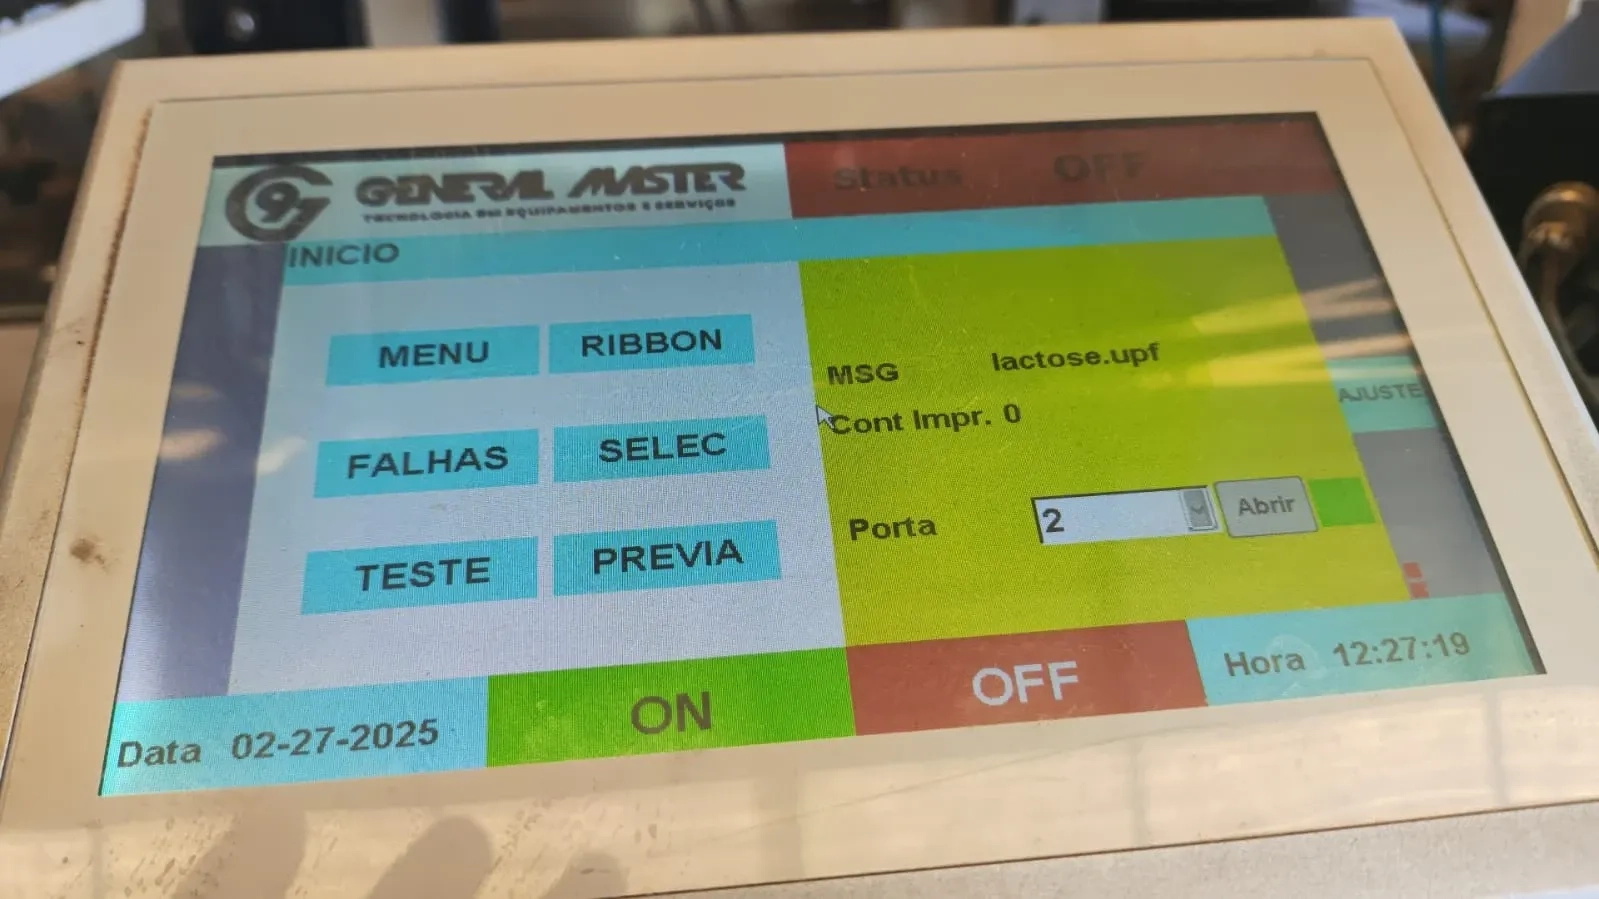 GENERAL MASTER
TECNOLOGIA EM EQUIPAMENTOS E SERVIÇOS
Status OFF
INICIO
MENU RIBBON
FALHAS SELEC
TESTE PREVIA
MSG lactose.upf
Cont Impr. 0
Porta 2 Abrir
AJUSTE
Data 02-27-2025
ON
OFF
Hora 12:27:19